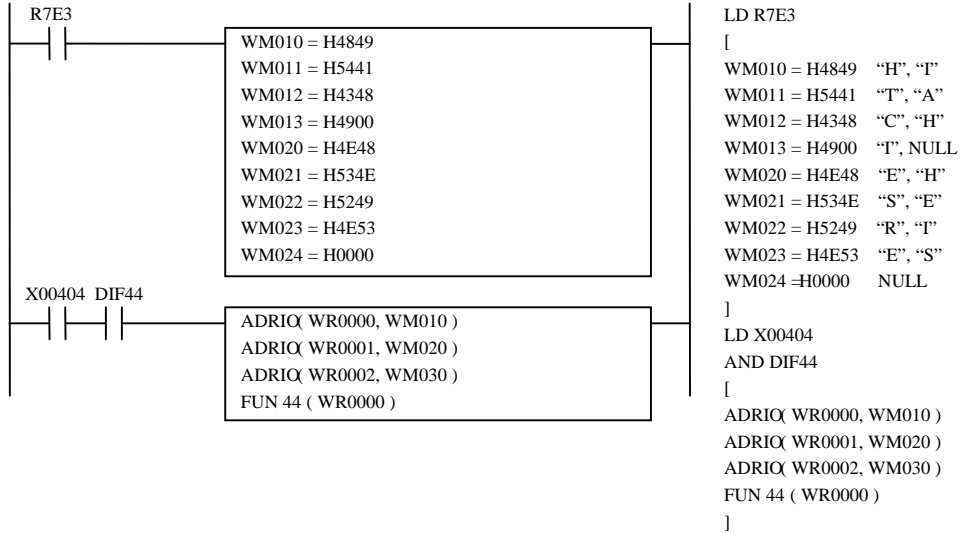 R7E3
WM010 = H4849
WM011 = H5441
WM012 = H4348
WM013 = H4900
WM020 = H4E48
WM021 = H534E
WM022 = H5249
WM023 = H4E53
WM024 = H0000
X00404 DIF44
ADRIO( WR0000, WM010 )
ADRIO( WR0001, WM020 )
ADRIO( WR0002, WM030 )
FUN 44 ( WR0000 )
LD R7E3
[
WM010 = H4849 “H”, “I”
WM011 = H5441 “T”, “A”
WM012 = H4348 “C”, “H”
WM013 = H4900 “I”, NULL
WM020 = H4E48 “E”, “H”
WM021 = H534E “S”, “E”
WM022 = H5249 “R”, “I”
WM023 = H4E53 “E”, “S”
WM024 =H0000 NULL
]
LD X00404
AND DIF44
[
ADRIO( WR0000, WM010 )
ADRIO( WR0001, WM020 )
ADRIO( WR0002, WM030 )
FUN 44 ( WR0000 )
]